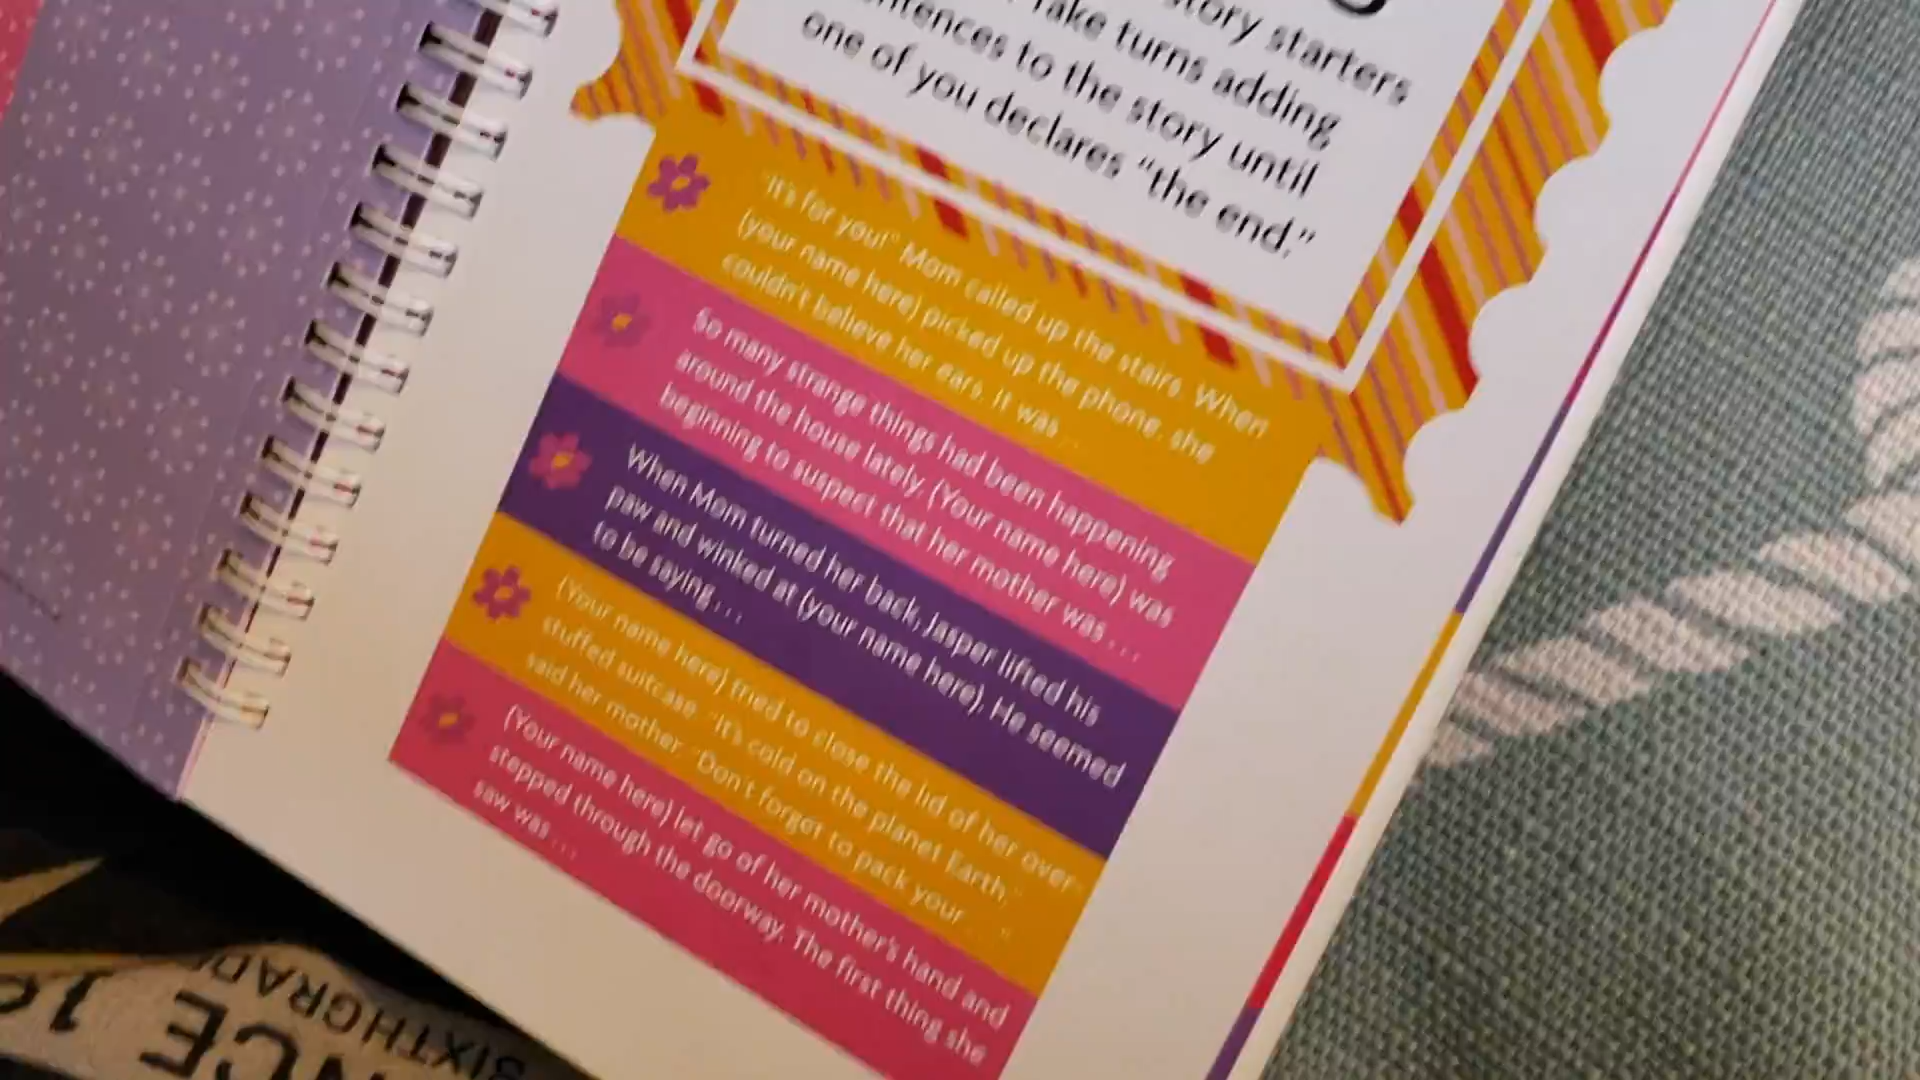 story starters
Take turns adding
to the story until
one of you declares "the end."
"It's for you!" Mom called up the stairs. When
(your name here) picked up the phone, she
couldn't believe her ears. It was . . .
So many strange things had been happening
around the house lately. (Your name here) was
beginning to suspect that her mother was . . .
When Mom turned her back, Jasper lifted his
paw and winked at (your name here). He seemed
to be saying . . .
(Your name here) tried to close the lid of her over-
stuffed suitcase. "It's cold on the planet Earth,"
said her mother. "Don't forget to pack your . . ."
(Your name here) let go of her mother's hand and
stepped through the doorway. The first thing she
saw was . . .